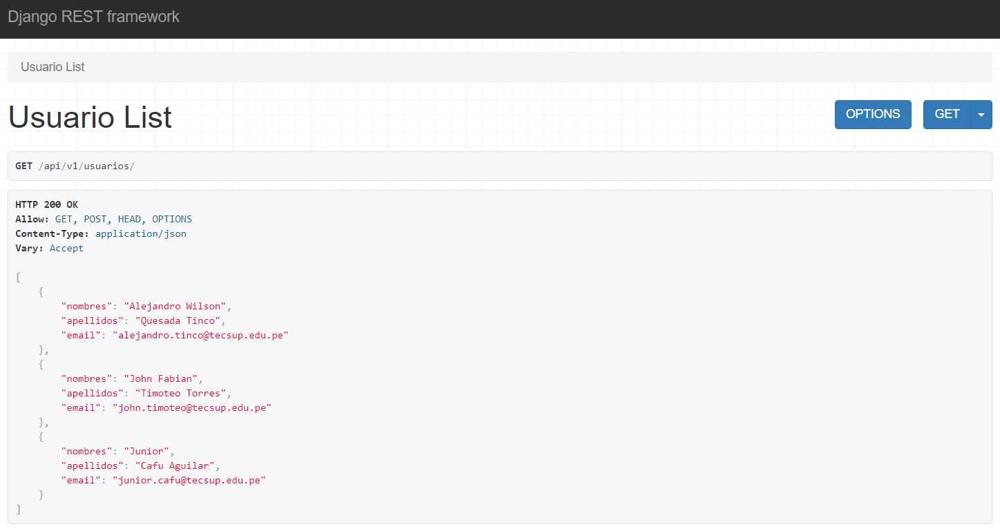 Django REST framework
Usuario List
Usuario List
OPTIONS
GET
GET /api/v1/usuarios/
HTTP 200 OK
Allow: GET, POST, HEAD, OPTIONS
Content-Type: application/json
Vary: Accept
[
    {
        "nombres": "Alejandro Wilson",
        "apellidos": "Quesada Tinco",
        "email": "alejandro.tinco@tecsup.edu.pe"
    },
    {
        "nombres": "John Fabian",
        "apellidos": "Timoteo Torres",
        "email": "john.timoteo@tecsup.edu.pe"
    },
    {
        "nombres": "Junior",
        "apellidos": "Cafu Aguilar",
        "email": "junior.cafu@tecsup.edu.pe"
    }
]